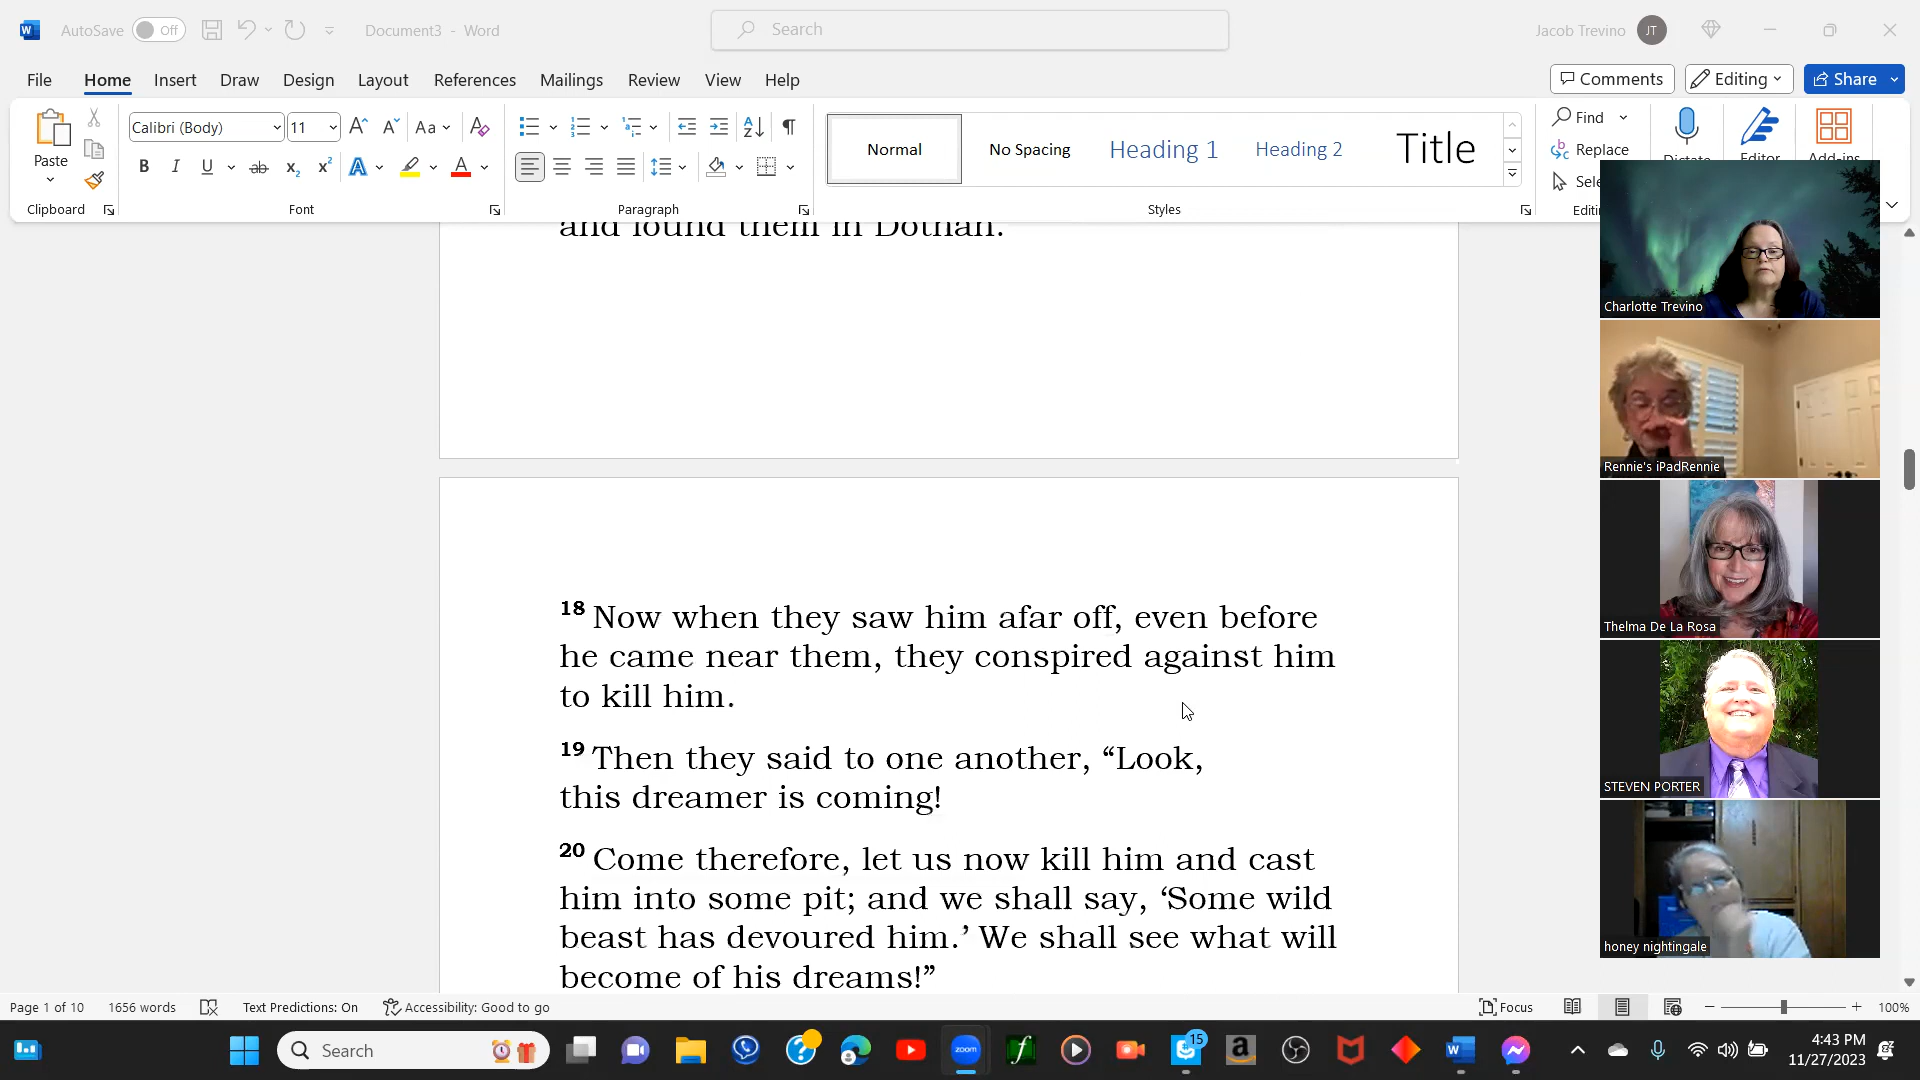 AutoSave Off Document3 - Word Search Jacob Trevino JT
File Home Insert Draw Design Layout References Mailings Review View Help Comments Editing Share
Paste Calibri (Body) 11 Aa Normal No Spacing Heading 1 Heading 2 Title Find Replace
Clipboard Font Paragraph Styles
and found them in Dothan.
18 Now when they saw him afar off, even before
he came near them, they conspired against him
to kill him.
19 Then they said to one another, “Look,
this dreamer is coming!
20 Come therefore, let us now kill him and cast
him into some pit; and we shall say, ‘Some wild
beast has devoured him.’ We shall see what will
become of his dreams!”
Charlotte Trevino
Rennie's iPadRennie
Thelma De La Rosa
STEVEN PORTER
honey nightingale
Page 1 of 10 1656 words Text Predictions: On Accessibility: Good to go Focus 100%
Search zoom 15 4:43 PM
11/27/2023